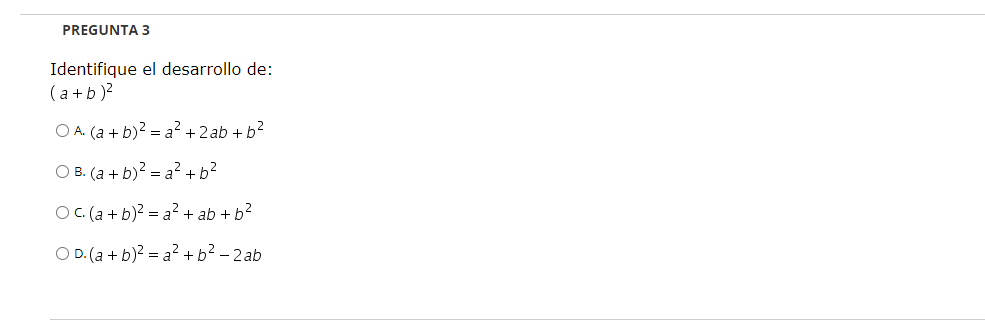 PREGUNTA 3
Identifique el desarrollo de:
( a + b )²
A. (a + b)² = a² + 2ab + b²
B. (a + b)² = a² + b²
C. (a + b)² = a² + ab + b²
D. (a + b)² = a² + b² – 2ab